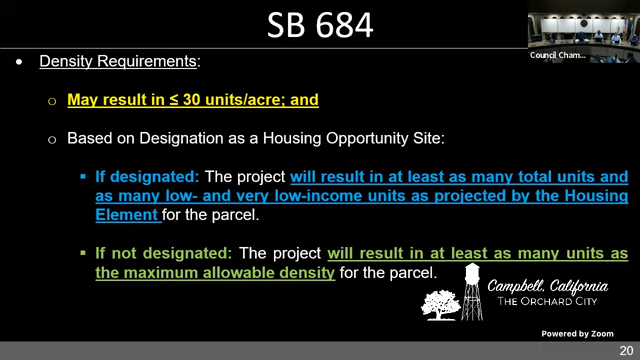 SB 684
Council Cham...
• Density Requirements:
o May result in ≤ 30 units/acre; and
o Based on Designation as a Housing Opportunity Site:
▪ If designated: The project will result in at least as many total units and
as many low- and very low-income units as projected by the Housing
Element for the parcel.
▪ If not designated: The project will result in at least as many units as
the maximum allowable density for the parcel.
Campbell, California
THE ORCHARD CITY
Powered by Zoom
20